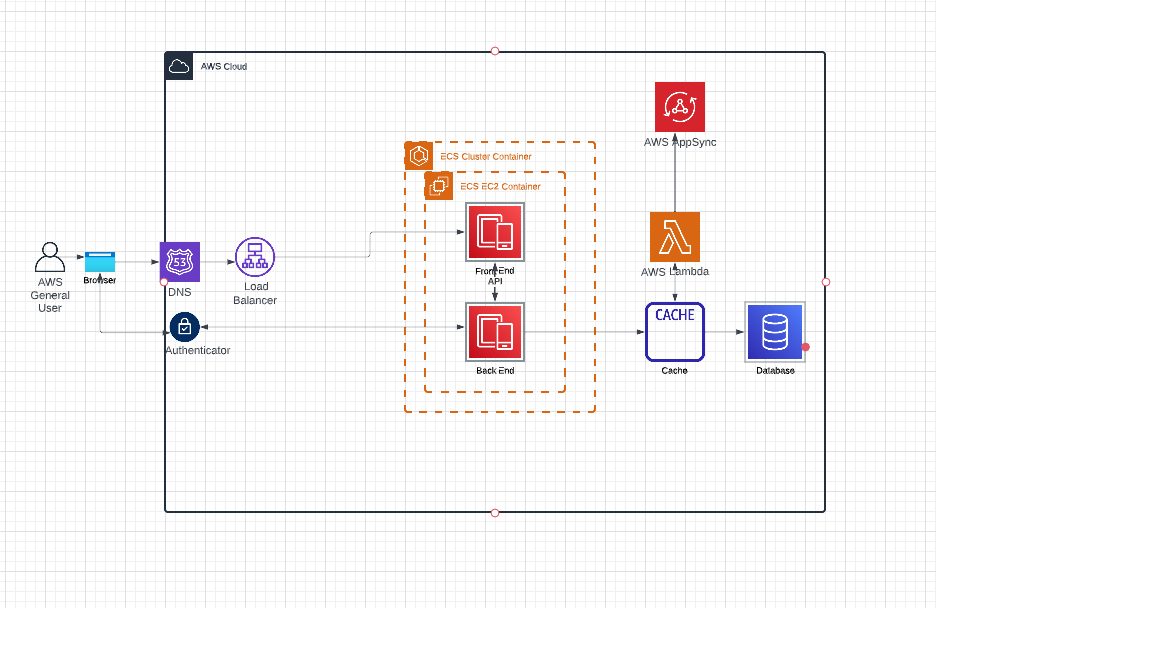 AWS Cloud
AWS AppSync
ECS Cluster Container
ECS EC2 Container
53
AWS
General
User
Browser
DNS
Load
Balancer
Front End
API
AWS Lambda
Authenticator
Back End
CACHE
Cache
Database